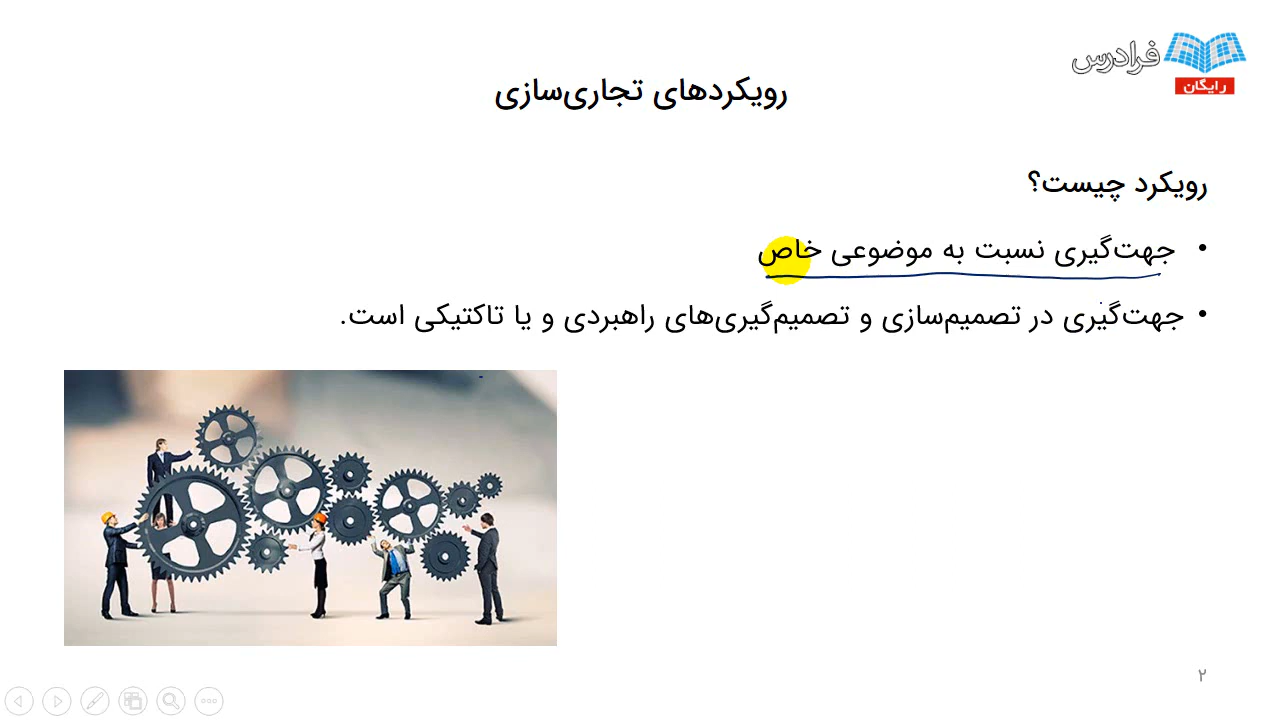 فرادرس
رایگان
رویکردهای تجاری‌سازی
رویکرد چیست؟
• جهت‌گیری نسبت به موضوعی خاص
• جهت‌گیری در تصمیم‌سازی و تصمیم‌گیری‌های راهبردی و یا تاکتیکی است.
۲